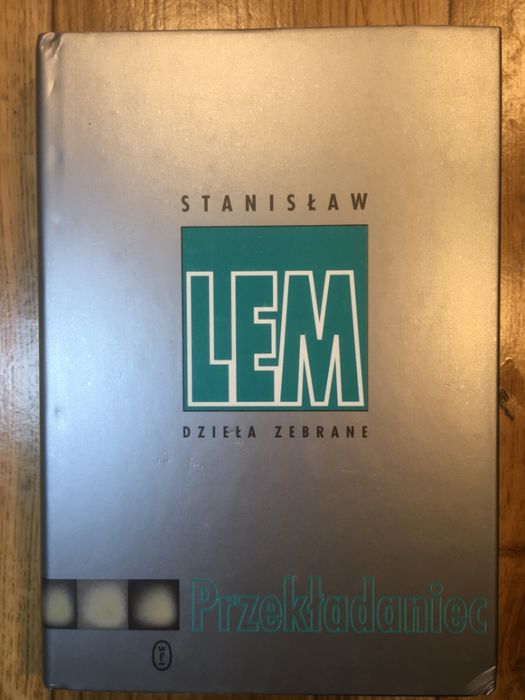 STANISŁAW
LEM
DZIEŁA ZEBRANE
Przekładaniec